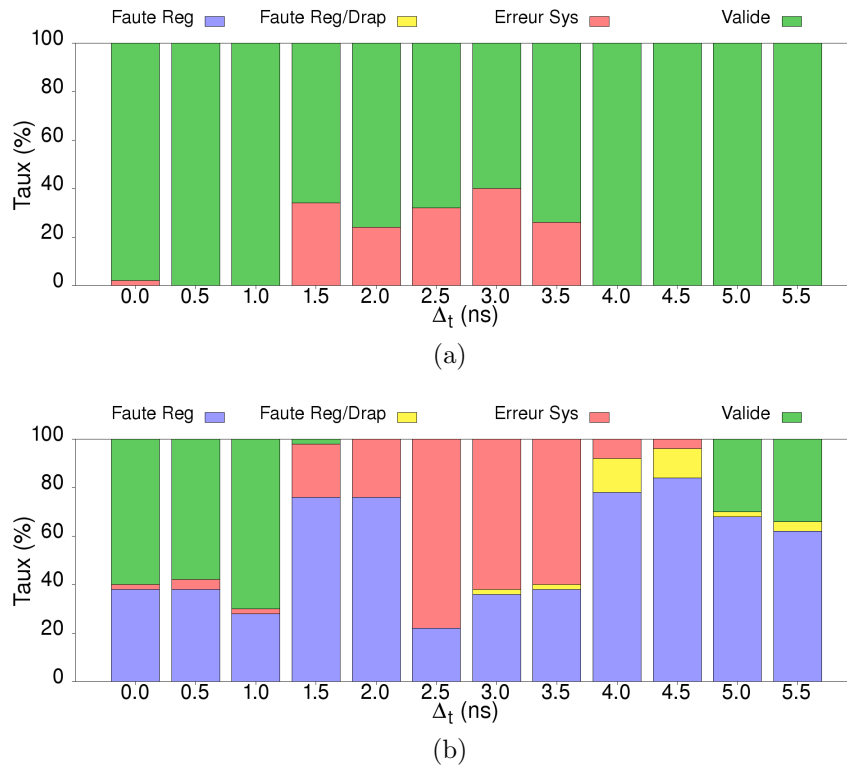 Faute Reg Faute Reg/Drap Erreur Sys Valide
100
80
60
40
20
0
Taux (%)
0.0 0.5 1.0 1.5 2.0 2.5 3.0 3.5 4.0 4.5 5.0 5.5
Δt (ns)
(a)
Faute Reg Faute Reg/Drap Erreur Sys Valide
100
80
60
40
20
0
Taux (%)
0.0 0.5 1.0 1.5 2.0 2.5 3.0 3.5 4.0 4.5 5.0 5.5
Δt (ns)
(b)